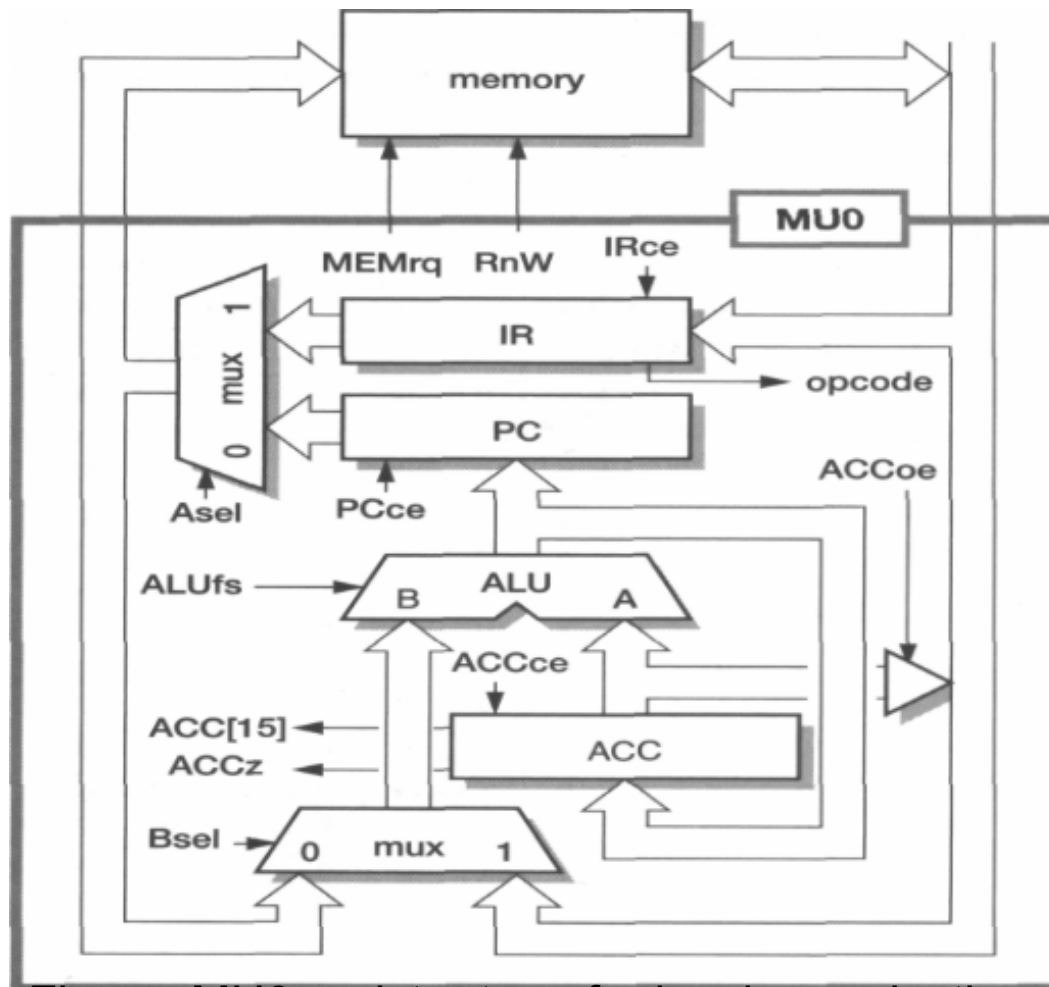 memory
MU0
MEMrq RnW IRce
1
mux
0
IR
opcode
PC
Asel
PCce
ACCoe
ALUfs
ALU
B A
ACCce
ACC[15]
ACCz
ACC
Bsel
0 mux 1